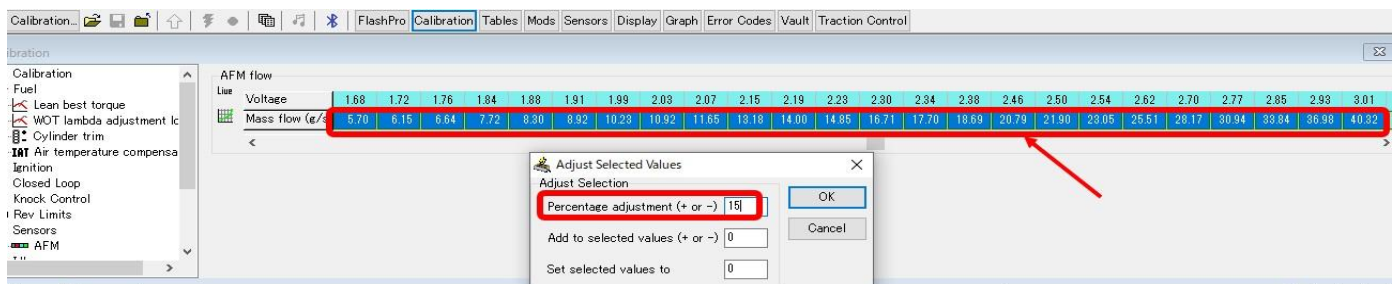 Calibration... FlashPro Calibration Tables Mods Sensors Display Graph Error Codes Vault Traction Control
ibration
Calibration
Fuel
Lean best torque
WOT lambda adjustment lc
Cylinder trim
IAT Air temperature compensa
Ignition
Closed Loop
Knock Control
Rev Limits
Sensors
AFM
AFM flow
Live
Voltage 1.68 1.72 1.76 1.84 1.88 1.91 1.99 2.03 2.07 2.15 2.19 2.23 2.30 2.34 2.38 2.46 2.50 2.54 2.62 2.70 2.77 2.85 2.93 3.01
Mass flow (g/s 5.70 6.15 6.64 7.72 8.30 8.92 10.23 10.92 11.65 13.18 14.00 14.85 16.71 17.70 18.69 20.79 21.90 23.05 25.51 28.17 30.94 33.84 36.98 40.32
Adjust Selected Values
Adjust Selection
Percentage adjustment (+ or -) 15
Add to selected values (+ or -) 0
Set selected values to 0
OK
Cancel